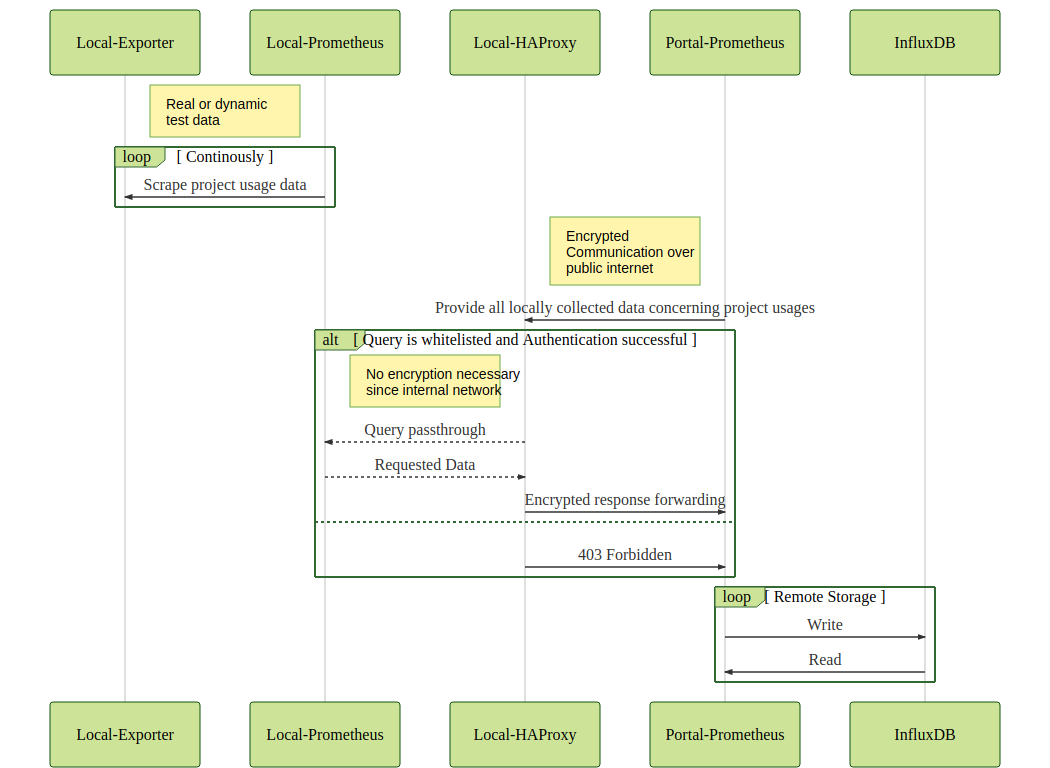 Local-Exporter
Local-Prometheus
Local-HAProxy
Portal-Prometheus
InfluxDB
Real or dynamic
test data
loop [ Continously ]
Scrape project usage data
Encrypted
Communication over
public internet
Provide all locally collected data concerning project usages
alt [ Query is whitelisted and Authentication successful ]
No encryption necessary
since internal network
Query passthrough
Requested Data
Encrypted response forwarding
403 Forbidden
loop [ Remote Storage ]
Write
Read
Local-Exporter
Local-Prometheus
Local-HAProxy
Portal-Prometheus
InfluxDB